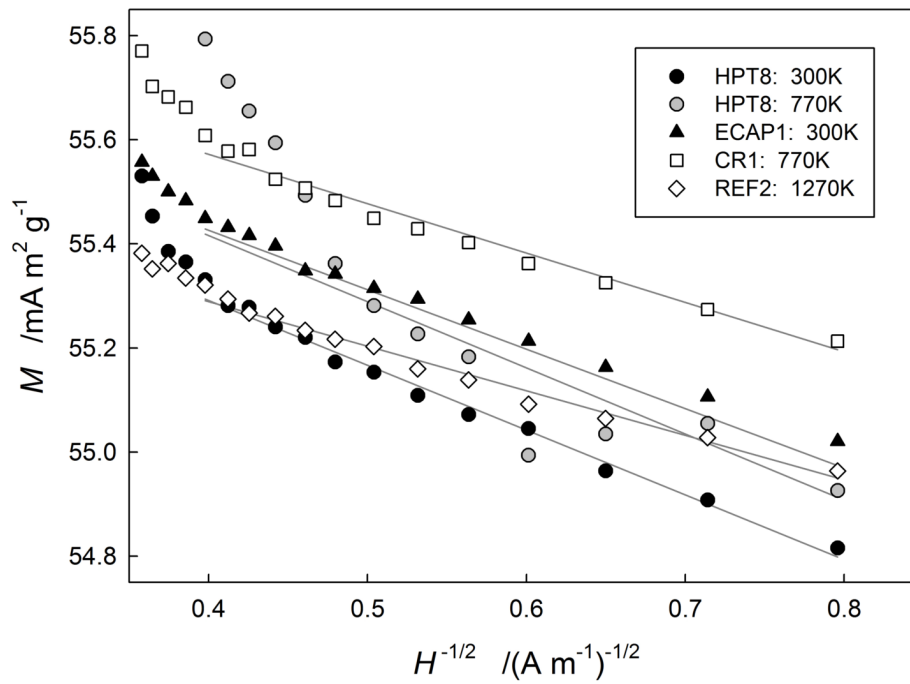 55.8
55.6
55.4
55.2
55.0
54.8
M /mA m² g⁻¹
HPT8: 300K
HPT8: 770K
ECAP1: 300K
CR1: 770K
REF2: 1270K
0.4 0.5 0.6 0.7 0.8
H⁻¹/² /(A m⁻¹)⁻¹/²